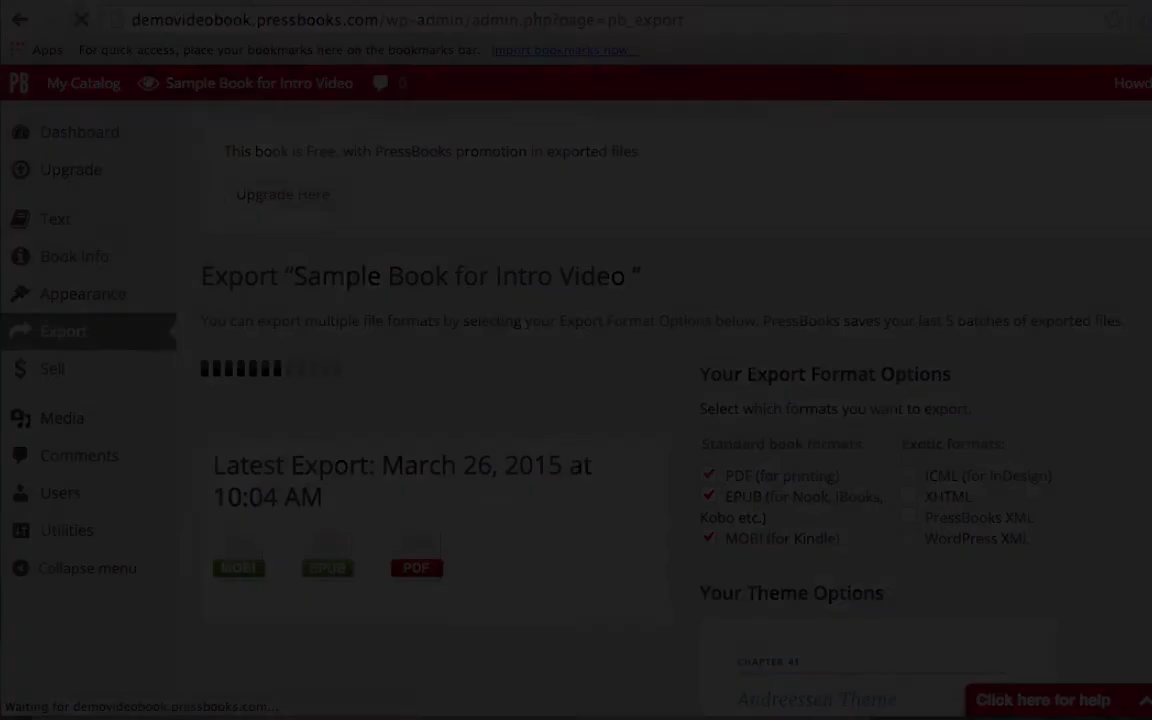 demovideobook.pressbooks.com/wp-admin/admin.php?page=pb_export
Apps For quick access, place your bookmarks here on the bookmarks bar. Import bookmarks now...
PB My Catalog Sample Book for Intro Video 0 Howd
Dashboard
Upgrade
Text
Book Info
Appearance
Export
Sell
Media
Comments
Users
Utilities
Collapse menu
This book is Free, with PressBooks promotion in exported files
Upgrade Here
Export “Sample Book for Intro Video ”
You can export multiple file formats by selecting your Export Format Options below. PressBooks saves your last 5 batches of exported files.
Latest Export: March 26, 2015 at
10:04 AM
MOBI EPUB PDF
Your Export Format Options
Select which formats you want to export.
Standard book formats:
PDF (for printing)
EPUB (for Nook, iBooks,
Kobo etc.)
MOBI (for Kindle)
Exotic formats:
ICML (for InDesign)
XHTML
PressBooks XML
WordPress XML
Your Theme Options
CHAPTER 41
Andreessen Theme
Waiting for demovideobook.pressbooks.com...
Click here for help